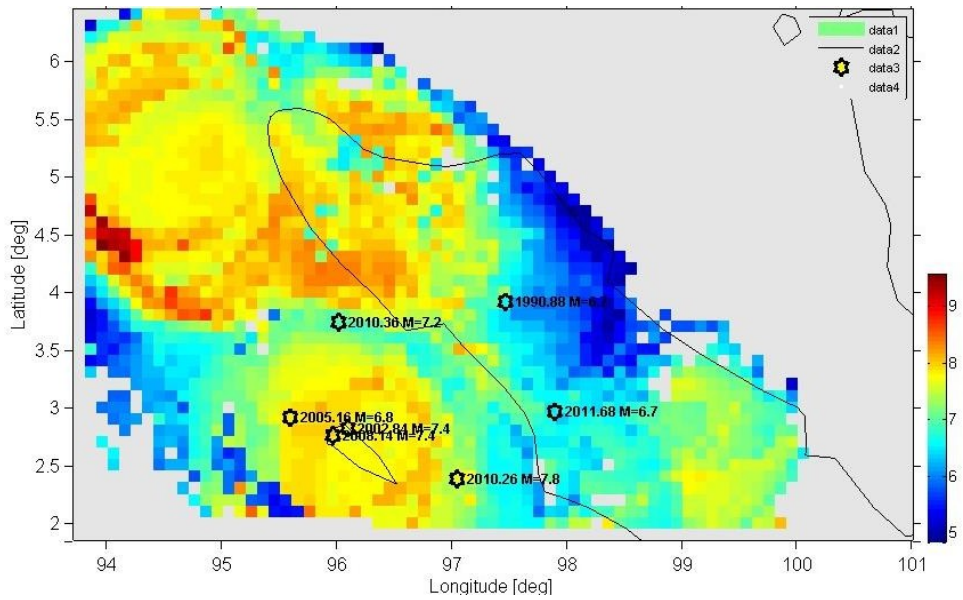 data1
data2
data3
data4
6
5.5
5
4.5
4
3.5
3
2.5
2
Latitude [deg]
1990.88 M=6.
2010.36 M=7.2
2005.16 M=6.8
2002.84 M=7.4
2008.14 M=7.4
2011.68 M=6.7
2010.26 M=7.8
94 95 96 97 98 99 100 101
Longitude [deg]
9
8
7
6
5